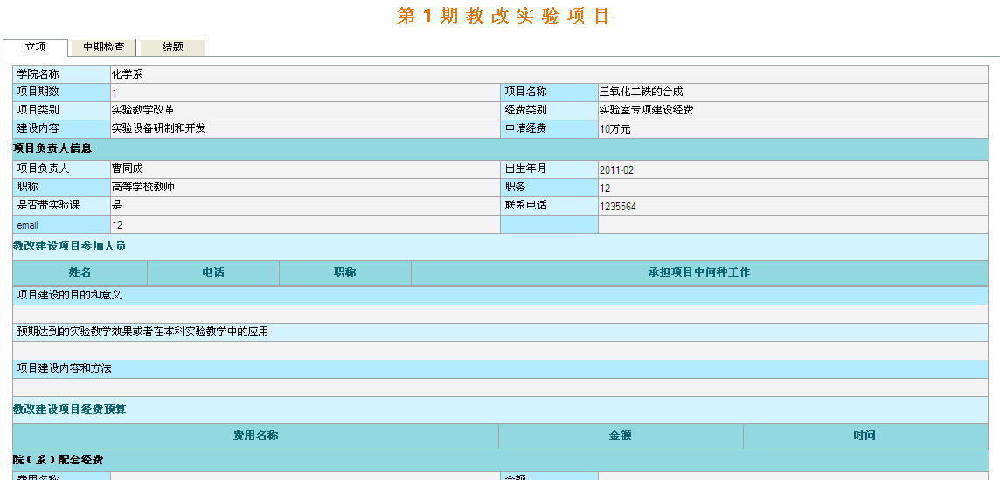 第1期教改实验项目
立项 中期检查 结题
学院名称 化学系
项目期数 1 项目名称 三氧化二铁的合成
项目类别 实验教学改革 经费类别 实验室专项建设经费
建设内容 实验设备研制和开发 申请经费 10万元
项目负责人信息
项目负责人 曹同成 出生年月 2011-02
职称 高等学校教师 职务 12
是否带实验课 是 联系电话 1235564
email 12
教改建设项目参加人员
姓名 电话 职称 承担项目中何种工作
项目建设的目的和意义
预期达到的实验教学效果或者在本科实验教学中的应用
项目建设内容和方法
教改建设项目经费预算
费用名称 金额 时间
院（系）配套经费
费用名称 金额